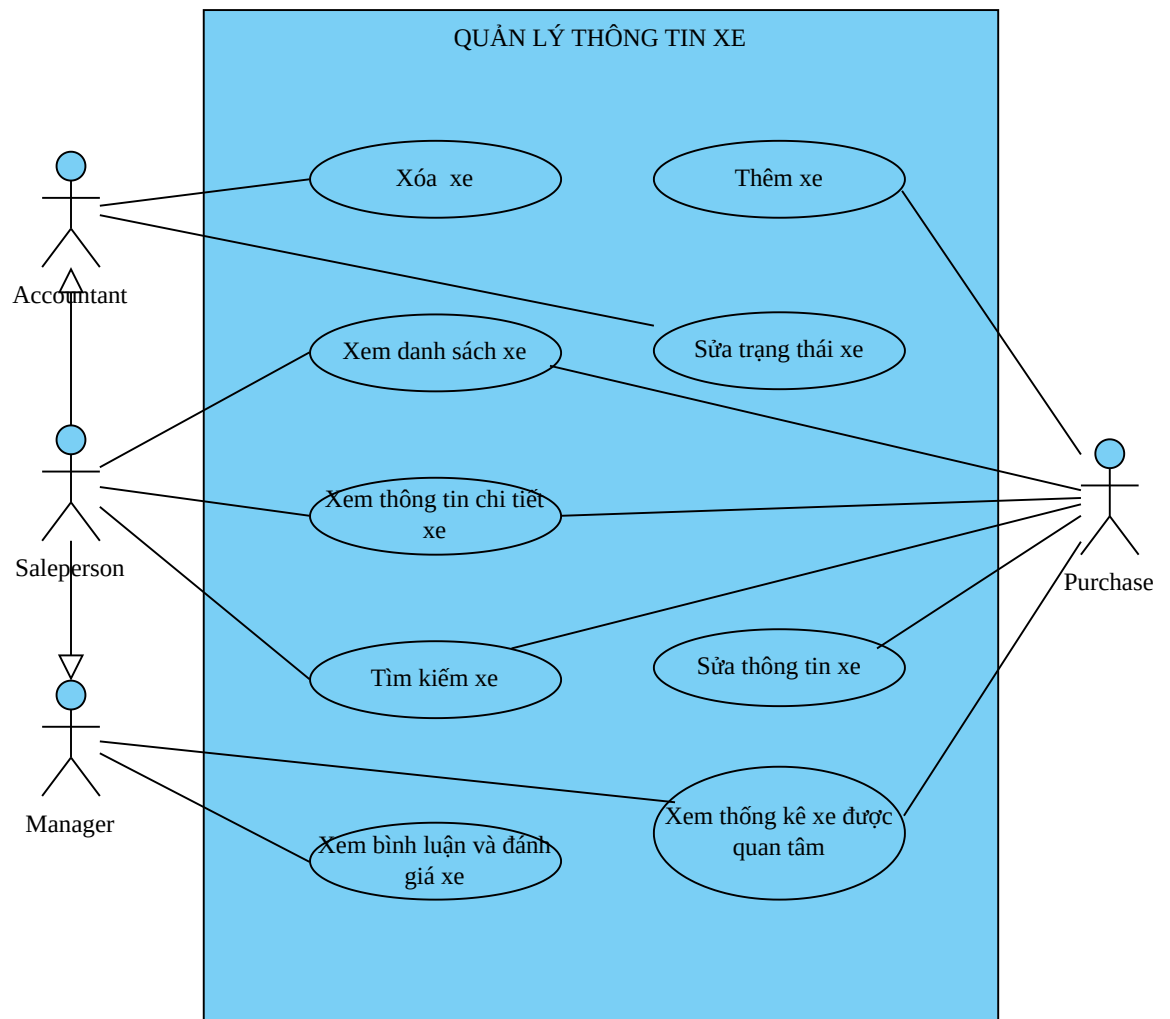 QUẢN LÝ THÔNG TIN XE
Xóa  xe
Thêm xe
Accountant
Xem danh sách xe
Sửa trạng thái xe
Xem thông tin chi tiết
xe
Saleperson
Purchase
Tìm kiếm xe
Sửa thông tin xe
Manager
Xem thống kê xe được
quan tâm
Xem bình luận và đánh
giá xe